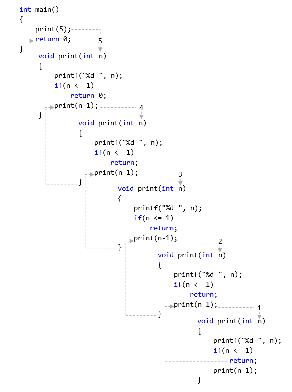 int main()
{
print(5);
return 0;
}
5
void print(int n)
{
printf("%d ", n);
if(n < 1)
return 0;
print(n 1);
}
4
void print(int n)
{
printf("%d ", n);
if(n < 1)
return;
print(n 1);
}
3
void print(int n)
{
printf("%d ", n);
if(n <= 1)
return;
print(n-1);
}
2
void print(int n)
{
printf("%d ", n);
if(n < 1)
return;
print(n 1);
}
1
void print(int n)
{
printf("%d ", n);
if(n < 1)
return;
print(n 1);
}